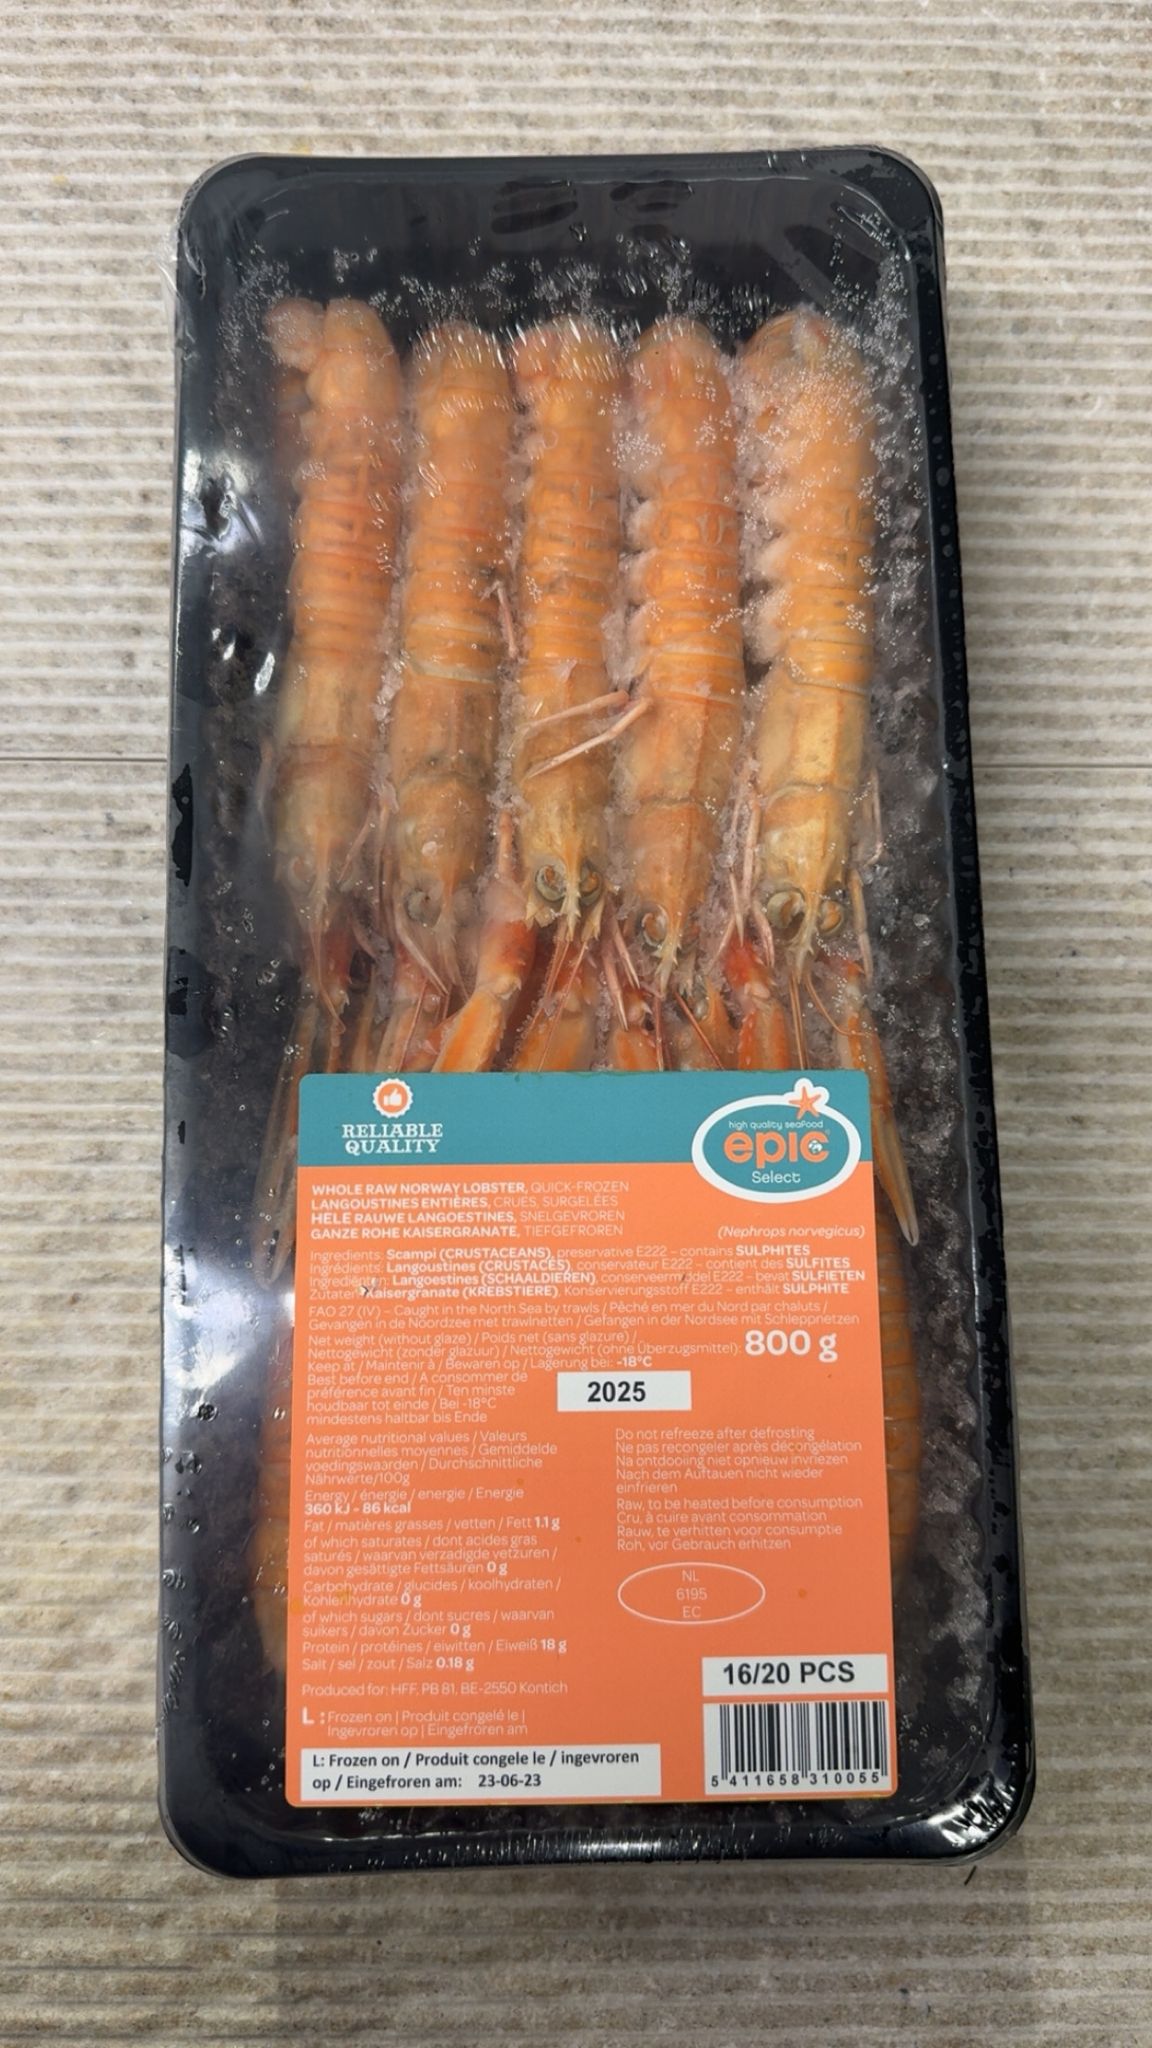 RELIABLE
QUALITY
high quality seafood
epic
Select
WHOLE RAW NORWAY LOBSTER, QUICK-FROZEN
LANGOUSTINES ENTIÈRES, CRUES, SURGELÉES
HELE RAUWE LANGOESTINES, SNELGEVROREN
GANZE ROHE KAISERGRANATE, TIEFGEFROREN
(Nephrops norvegicus)
Ingredients: Scampi (CRUSTACEANS), preservative E222 – contains SULPHITES
Ingrédients: Langoustines (CRUSTACÉS), conservateur E222 – contient des SULFITES
Ingrediënten: Langoestines (SCHAALDIEREN), conserveermiddel E222 – bevat SULFIETEN
Zutaten: Kaisergranate (KREBSTIERE), Konservierungsstoff E222 – enthält SULPHITE
FAO 27 (IV) – Caught in the North Sea by trawls / Pêché en mer du Nord par chaluts /
Gevangen in de Noordzee met trawlnetten / Gefangen in der Nordsee mit Schleppnetzen
Net weight (without glaze) / Poids net (sans glazure) /
Nettogewicht (zonder glazuur) / Nettogewicht (ohne Überzugsmittel): 800 g
Keep at / Maintenir à / Bewaren op / Lagerung bei: -18°C
Best before end / A consommer de
préférence avant fin / Ten minste
houdbaar tot einde / Bei -18°C
mindestens haltbar bis Ende
2025
Average nutritional values / Valeurs
nutritionnelles moyennes / Gemiddelde
voedingswaarden / Durchschnittliche
Nährwerte/100g
Energy / énergie / energie / Energie
360 kJ - 86 kcal
Fat / matières grasses / vetten / Fett 1.1 g
of which saturates / dont acides gras
saturés / waarvan verzadigde vetzuren /
davon gesättigte Fettsäuren 0 g
Carbohydrate / glucides / koolhydraten /
Kohlenhydrate 0 g
of which sugars / dont sucres / waarvan
suikers / davon Zucker 0 g
Protein / protéines / eiwitten / Eiweiß 18 g
Salt / sel / zout / Salz 0.18 g
Produced for: HFF, PB 81, BE-2550 Kontich
Do not refreeze after defrosting
Ne pas recongeler après décongélation
Na ontdooiing niet opnieuw invriezen
Nach dem Auftauen nicht wieder
einfrieren
Raw, to be heated before consumption
Cru, à cuire avant consommation
Rauw, te verhitten voor consumptie
Roh, vor Gebrauch erhitzen
NL
6195
EC
16/20 PCS
L : Frozen on | Produit congelé le |
Ingevroren op | Eingefroren am
L: Frozen on / Produit congele le / ingevroren
op / Eingefroren am: 23-06-23
5 411658 310055